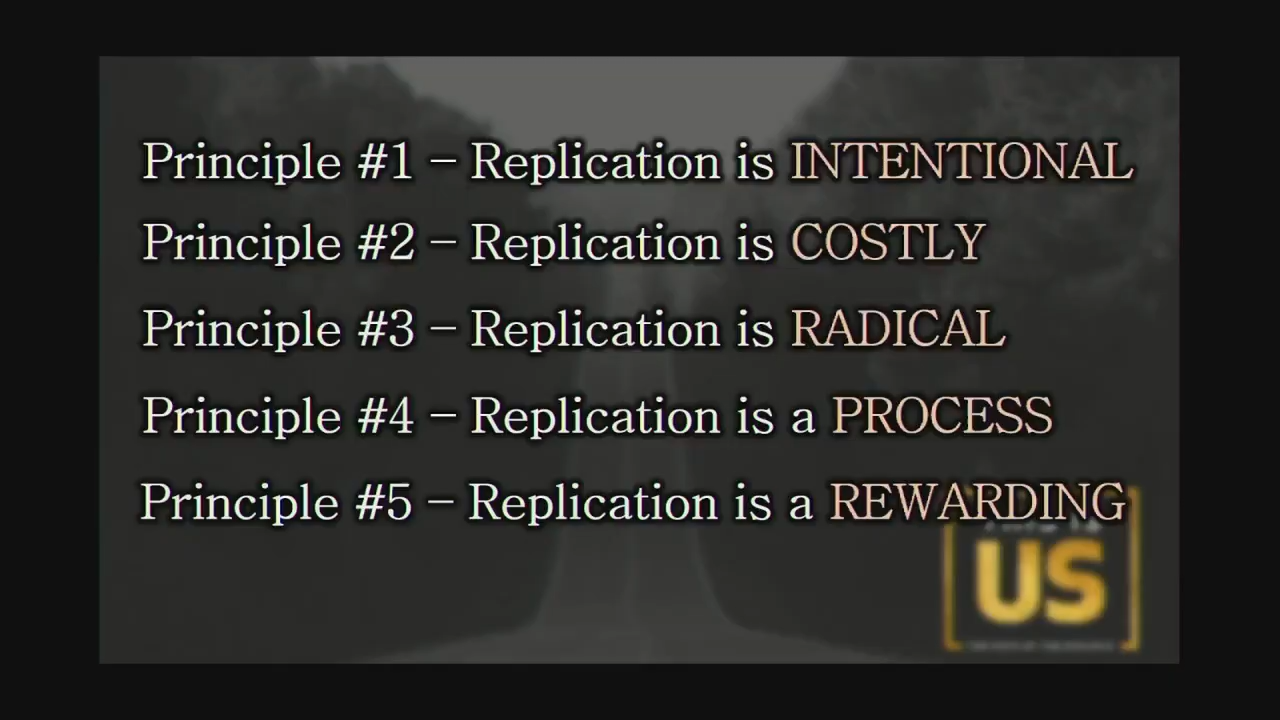 Principle #1 – Replication is INTENTIONAL
Principle #2 – Replication is COSTLY
Principle #3 – Replication is RADICAL
Principle #4 – Replication is a PROCESS
Principle #5 – Replication is a REWARDING
US